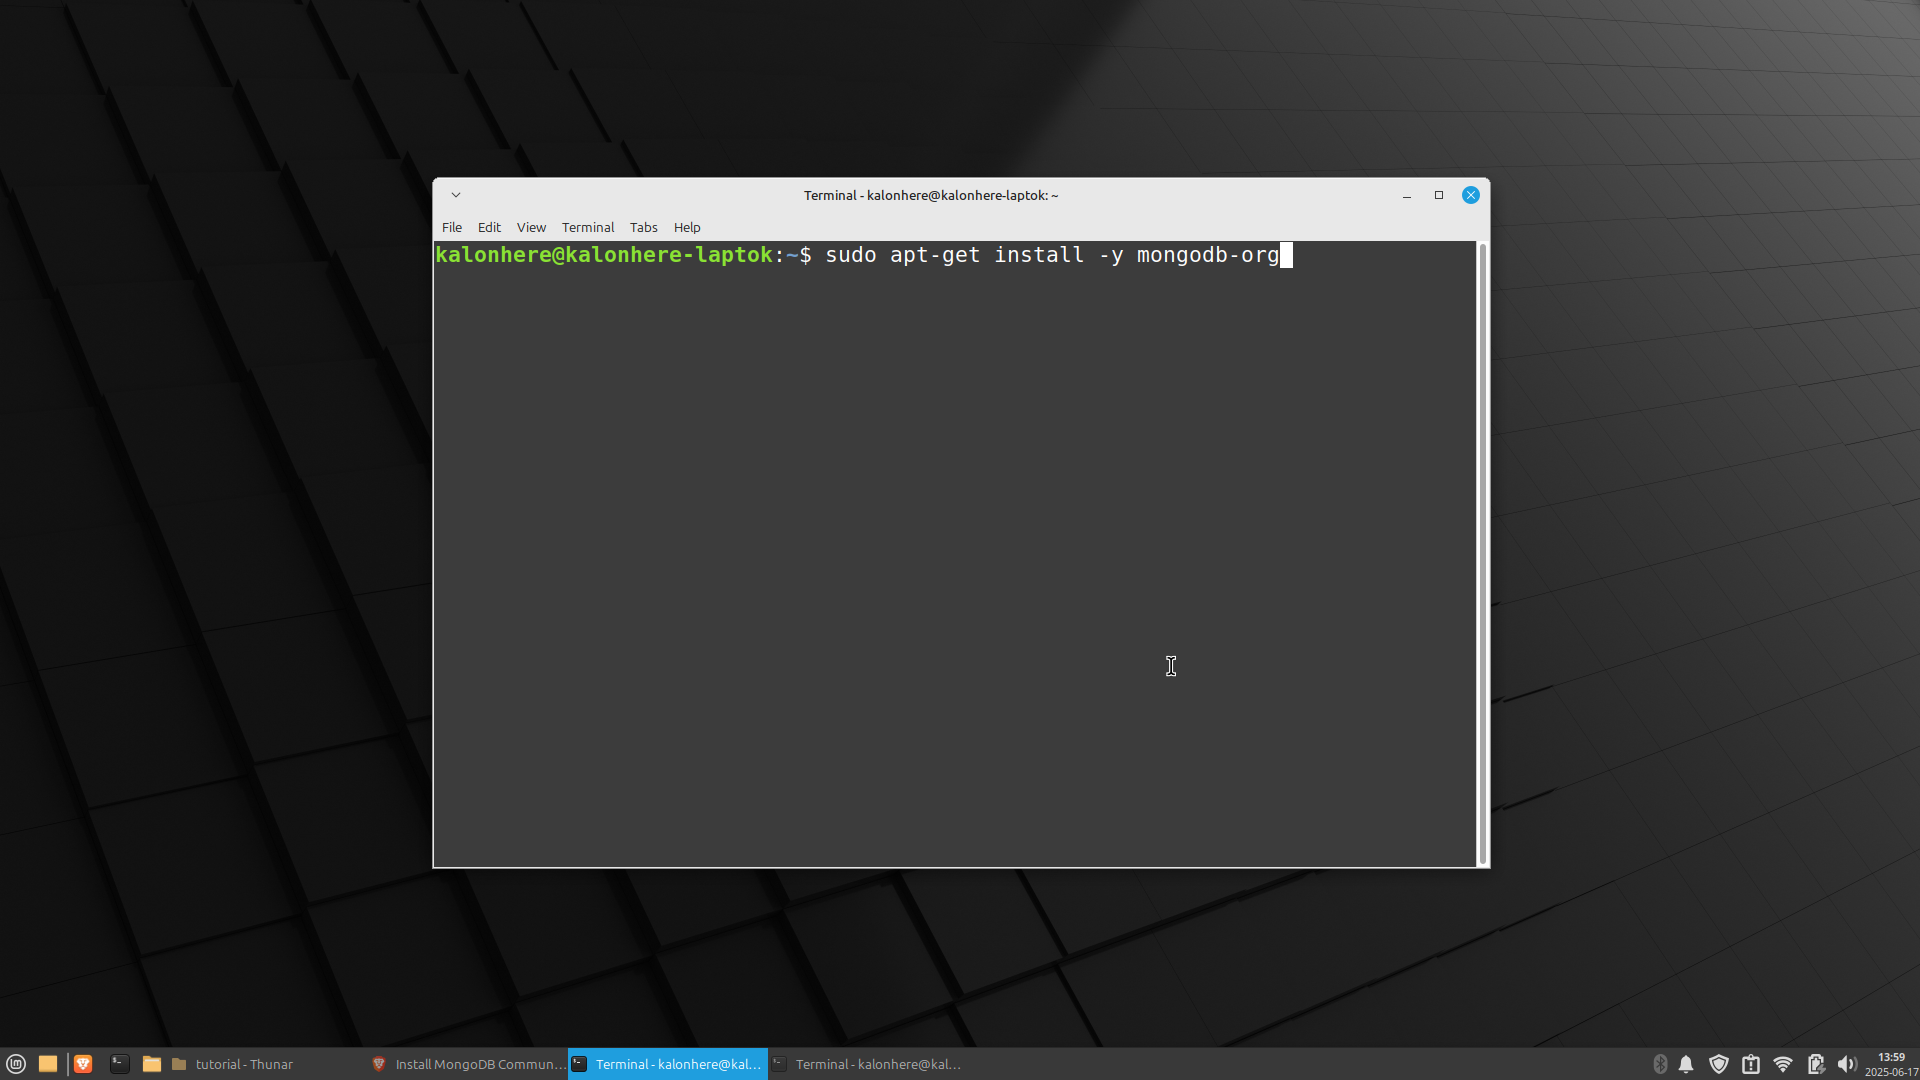 Terminal - kalonhere@kalonhere-laptok: ~
File Edit View Terminal Tabs Help
kalonhere@kalonhere-laptok:~$ sudo apt-get install -y mongodb-org
tutorial - Thunar
Install MongoDB Commun...
Terminal - kalonhere@kal...
Terminal - kalonhere@kal...
13:59
2025-06-17